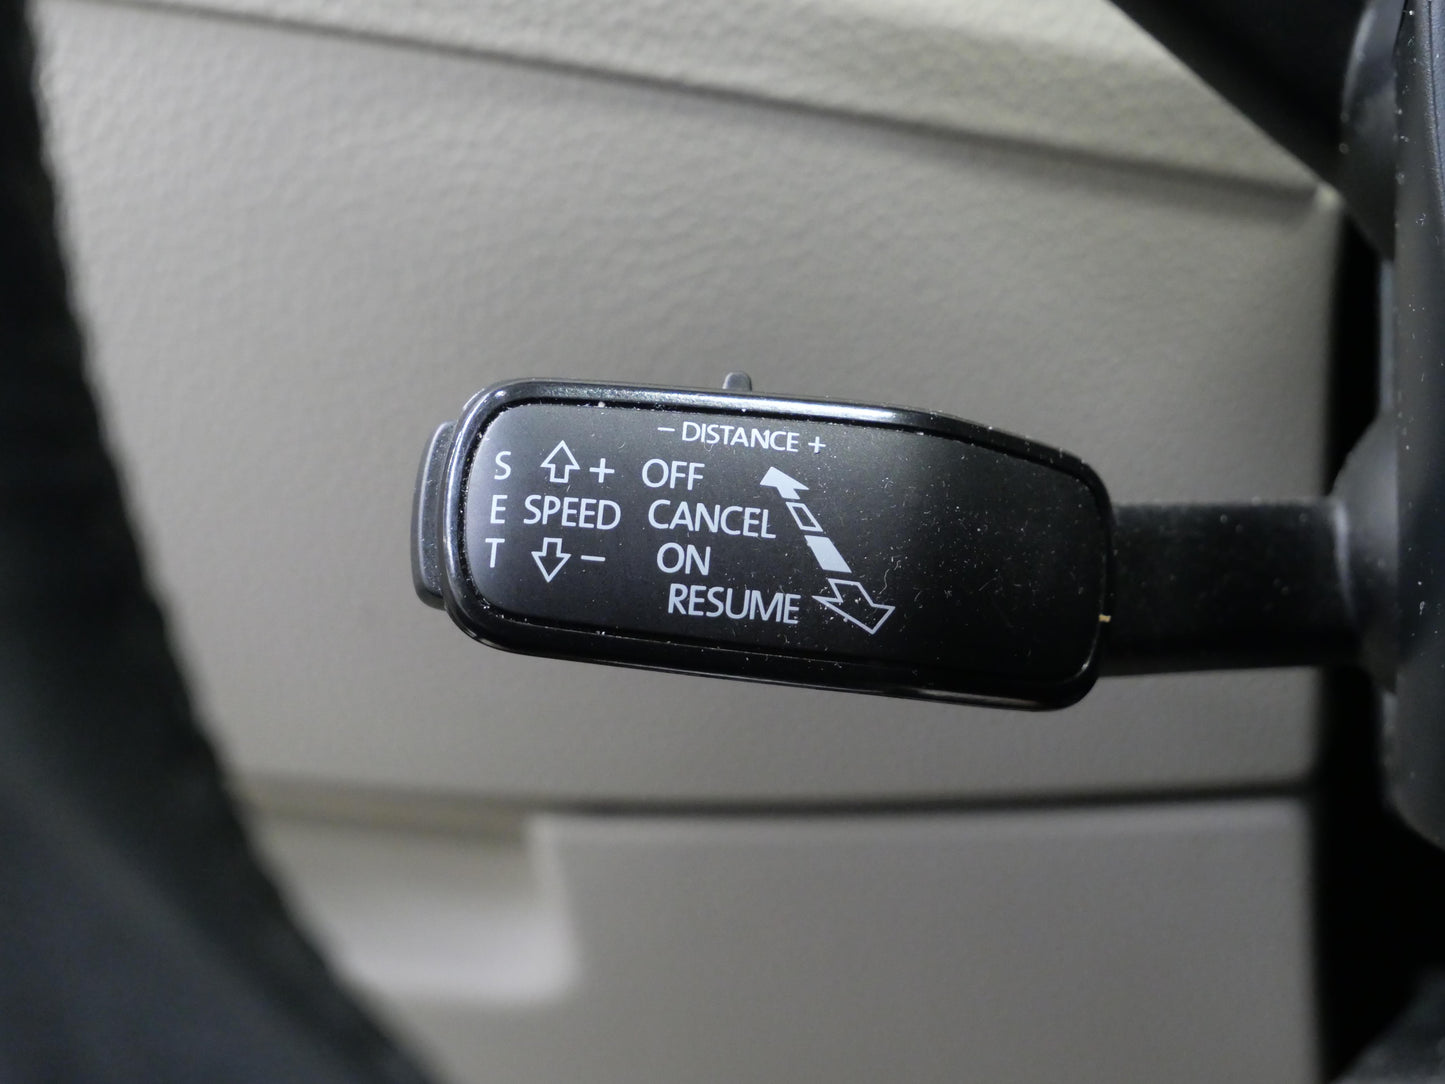 – DISTANCE +
S + OFF
E SPEED CANCEL
T – ON
RESUME